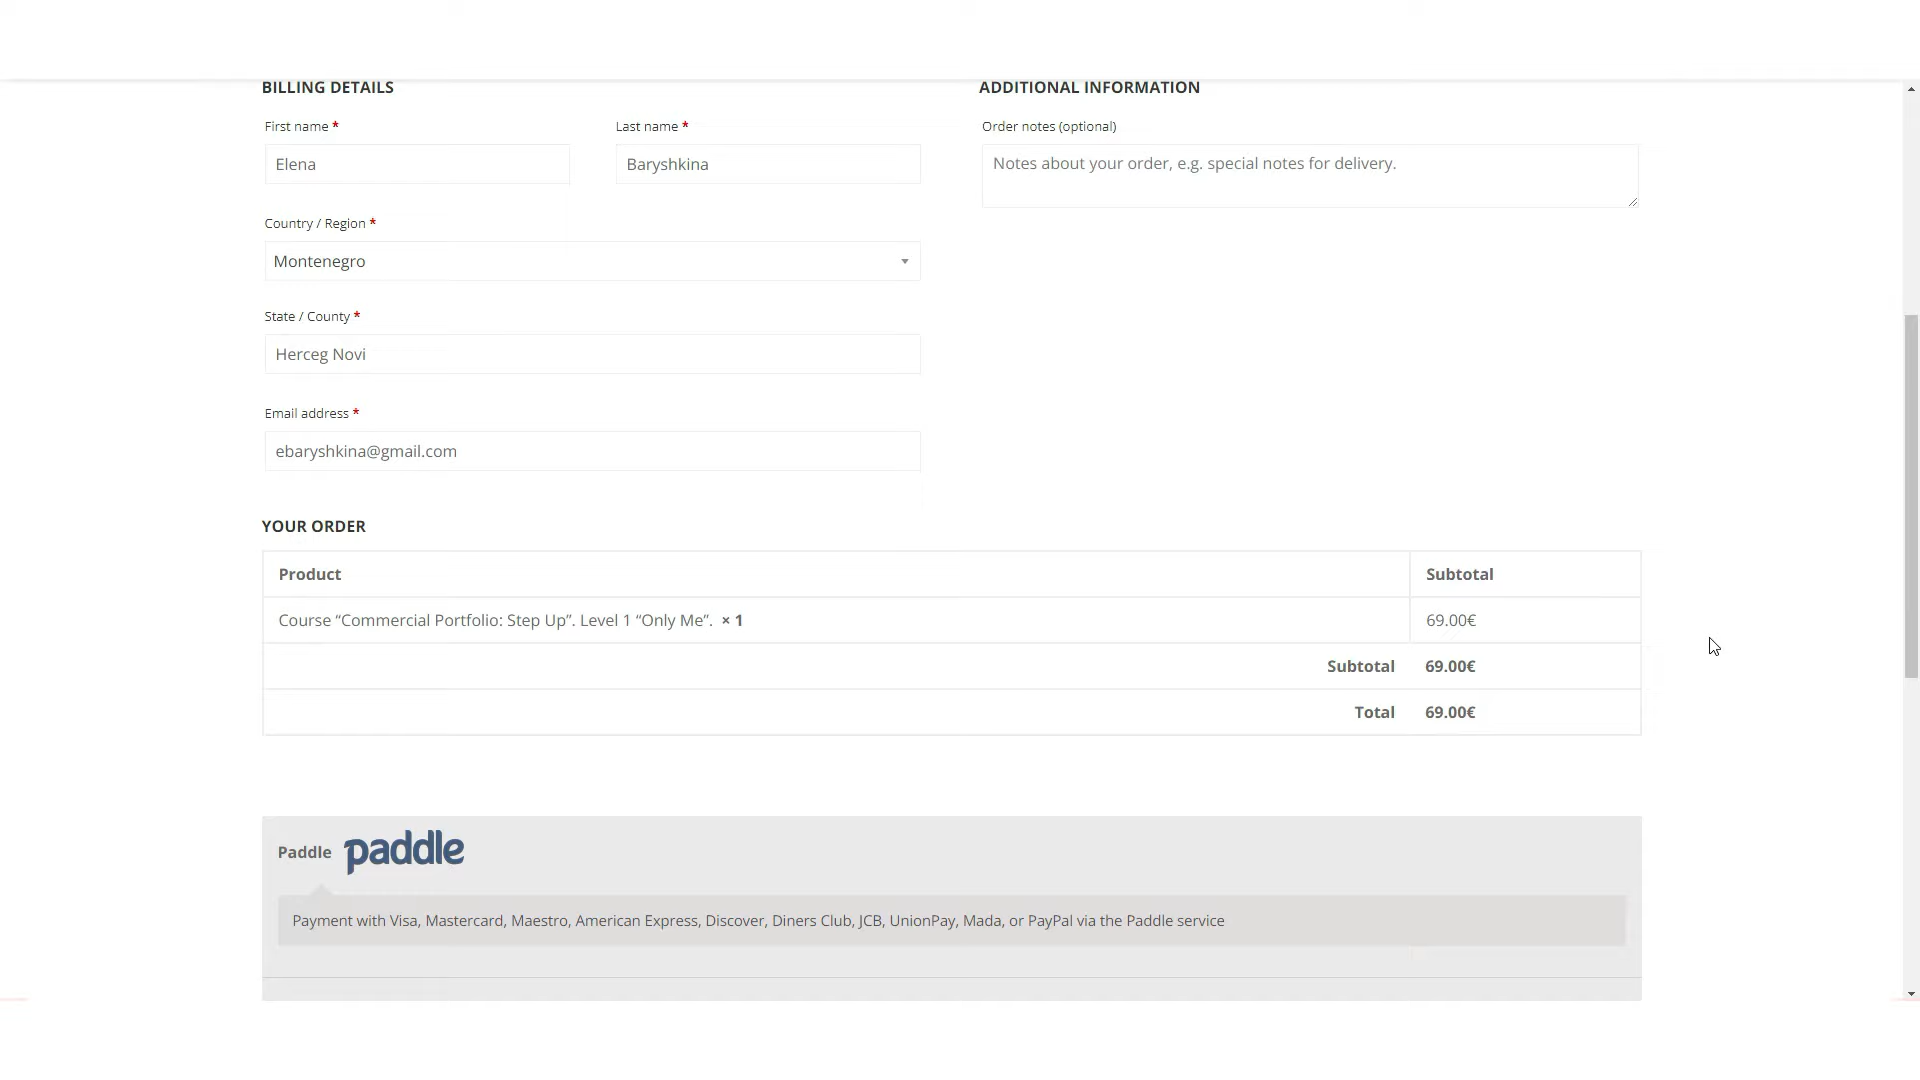 BILLING DETAILS
First name *
Last name *
Elena
Baryshkina
Country / Region *
Montenegro
State / County *
Herceg Novi
Email address *
ebaryshkina@gmail.com
ADDITIONAL INFORMATION
Order notes (optional)
Notes about your order, e.g. special notes for delivery.
YOUR ORDER
Product Subtotal
Course “Commercial Portfolio: Step Up”. Level 1 “Only Me”. × 1 69.00€
Subtotal 69.00€
Total 69.00€
Paddle paddle
Payment with Visa, Mastercard, Maestro, American Express, Discover, Diners Club, JCB, UnionPay, Mada, or PayPal via the Paddle service